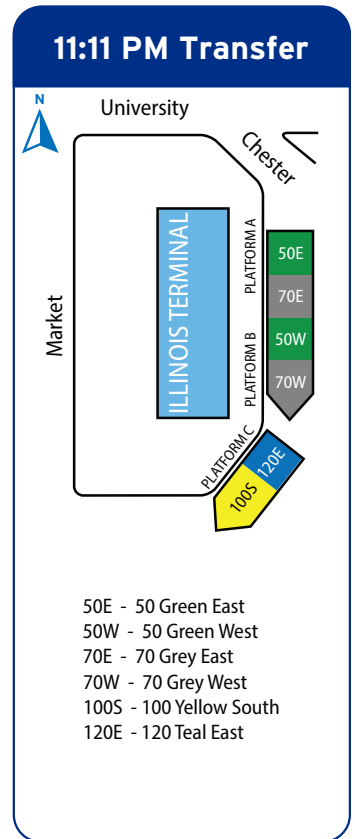 11:11 PM Transfer
N
University
Chester
Market
ILLINOIS TERMINAL
PLATFORM A
PLATFORM B
PLATFORM C
50E
70E
50W
70W
120E
100S
50E - 50 Green East
50W - 50 Green West
70E - 70 Grey East
70W - 70 Grey West
100S - 100 Yellow South
120E - 120 Teal East